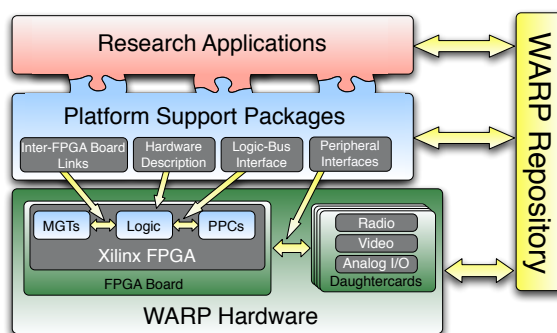 Research Applications
Platform Support Packages
Inter-FPGA Board
Links
Hardware
Description
Logic-Bus
Interface
Peripheral
Interfaces
MGTs
Logic
PPCs
Xilinx FPGA
FPGA Board
Radio
Video
Analog I/O
Daughtercards
WARP Hardware
WARP Repository